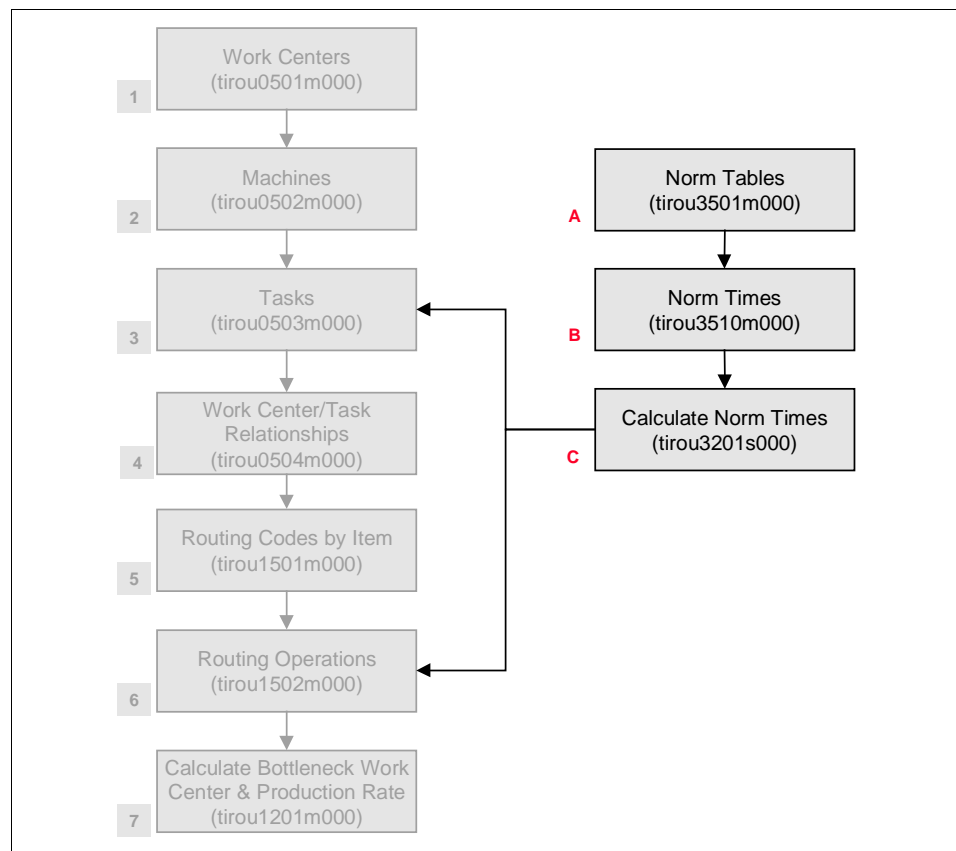 Work Centers
(tirou0501m000)
1
Machines
(tirou0502m000)
2
Tasks
(tirou0503m000)
3
Work Center/Task
Relationships
(tirou0504m000)
4
Routing Codes by Item
(tirou1501m000)
5
Routing Operations
(tirou1502m000)
6
Calculate Bottleneck Work
Center & Production Rate
(tirou1201m000)
7
Norm Tables
(tirou3501m000)
A
Norm Times
(tirou3510m000)
B
Calculate Norm Times
(tirou3201s000)
C